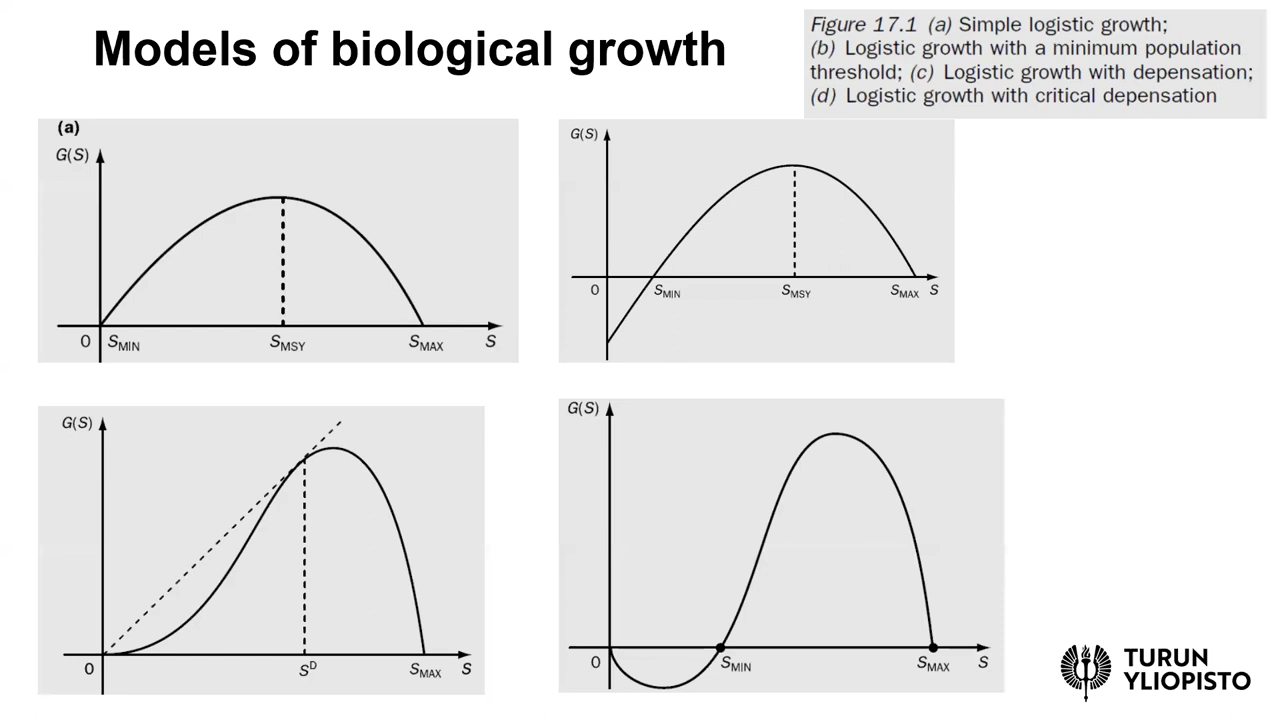 Models of biological growth
Figure 17.1 (a) Simple logistic growth;
(b) Logistic growth with a minimum population
threshold; (c) Logistic growth with depensation;
(d) Logistic growth with critical depensation
(a)
G(S)
0 SMIN SMSY SMAX S
G(S)
0 SMIN SMSY SMAX S
G(S)
0 SD SMAX S
G(S)
0 SMIN SMAX S
TURUN
YLIOPISTO